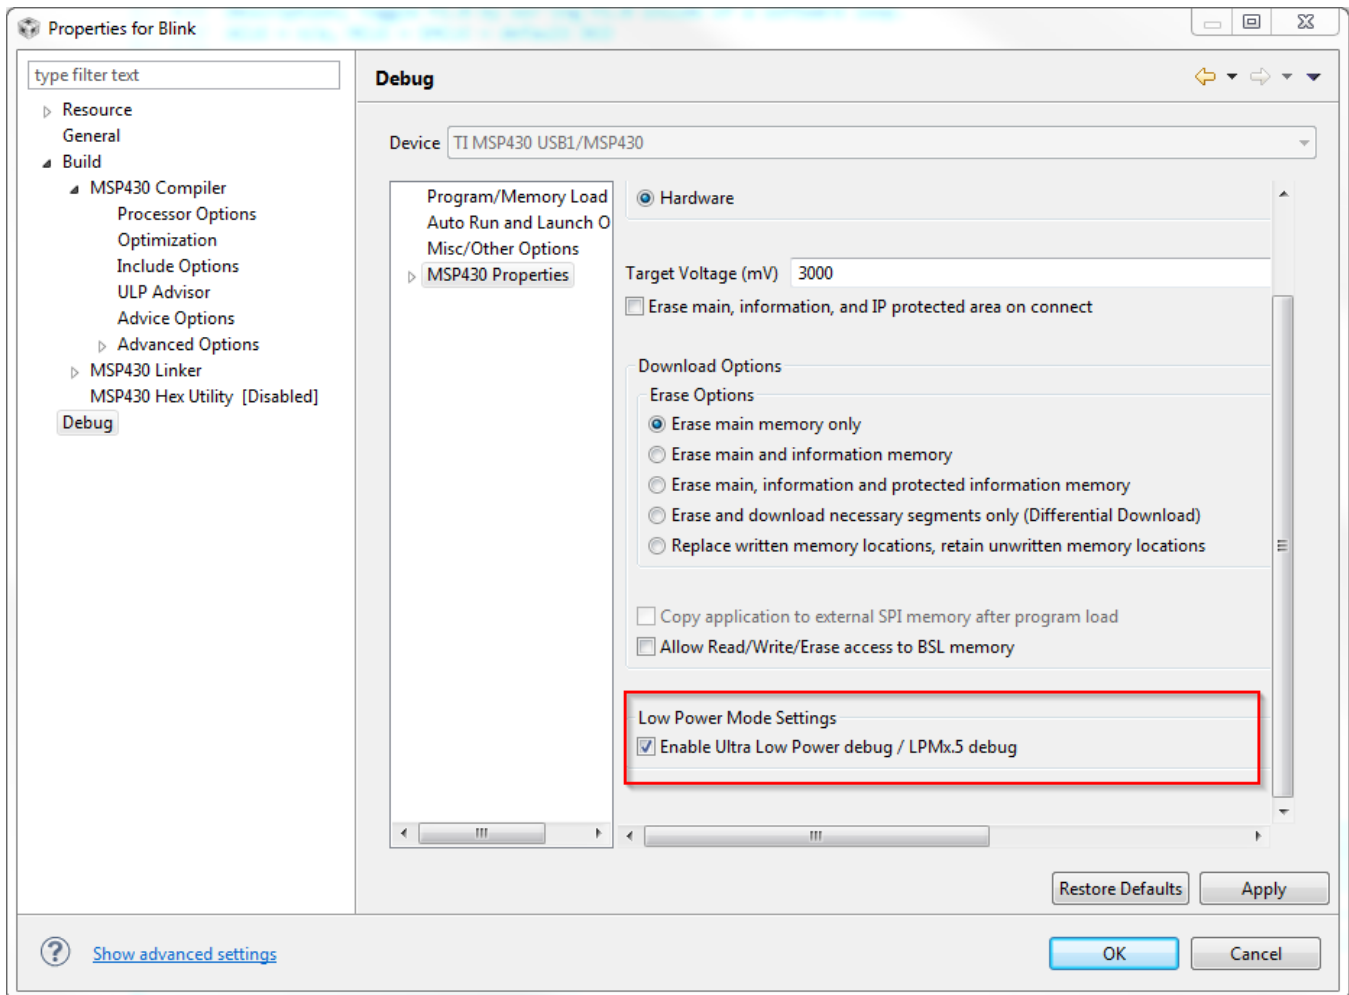 Properties for Blink
type filter text
Resource
General
Build
MSP430 Compiler
Processor Options
Optimization
Include Options
ULP Advisor
Advice Options
Advanced Options
MSP430 Linker
MSP430 Hex Utility [Disabled]
Debug
Debug
Device TI MSP430 USB1/MSP430
Program/Memory Load
Auto Run and Launch O
Misc/Other Options
MSP430 Properties
Hardware
Target Voltage (mV) 3000
Erase main, information, and IP protected area on connect
Download Options
Erase Options
Erase main memory only
Erase main and information memory
Erase main, information and protected information memory
Erase and download necessary segments only (Differential Download)
Replace written memory locations, retain unwritten memory locations
Copy application to external SPI memory after program load
Allow Read/Write/Erase access to BSL memory
Low Power Mode Settings
Enable Ultra Low Power debug / LPMx.5 debug
Restore Defaults Apply
Show advanced settings OK Cancel